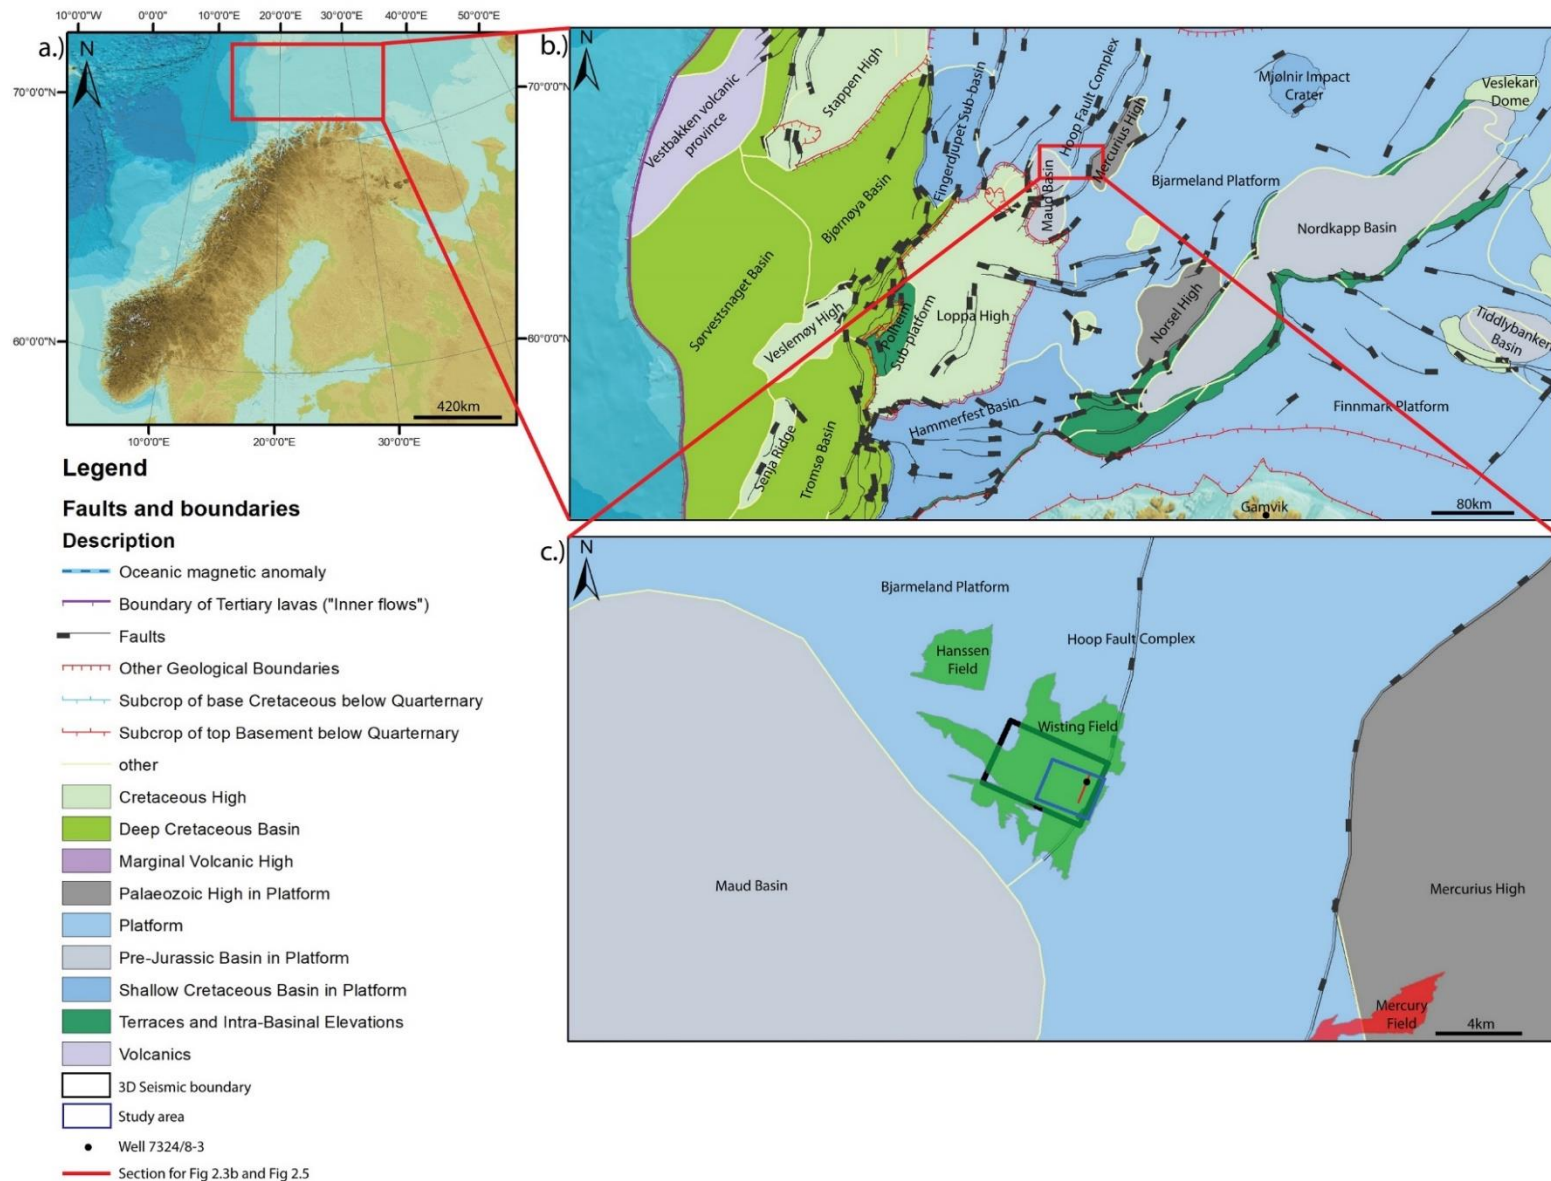 10°0'0"W 0°0'0" 10°0'0"E 20°0'0"E 30°0'0"E 40°0'0"E 50°0'0"E
a.)
N
70°0'0"N
60°0'0"N
420km
10°0'0"E 20°0'0"E 30°0'0"E
b.)
N
70°0'0"N
60°0'0"N
Vestbakken volcanic
province
Stappen High
Fingerdjupet Sub-basin
Hoop Fault Complex
Mercurius High
Mjølnir Impact
Crater
Veslekari
Dome
Bjørnøya Basin
Maud Basin
Bjarmeland Platform
Nordkapp Basin
Sørvestsnaget Basin
Veslemøy High
Polheim
Sub-platform
Loppa High
Norsel High
Tiddlybanken
Basin
Senja Ridge
Tromsø Basin
Hammerfest Basin
Finnmark Platform
Gamvik
80km
Legend
Faults and boundaries
Description
Oceanic magnetic anomaly
Boundary of Tertiary lavas ("Inner flows")
Faults
Other Geological Boundaries
Subcrop of base Cretaceous below Quarternary
Subcrop of top Basement below Quarternary
other
Cretaceous High
Deep Cretaceous Basin
Marginal Volcanic High
Palaeozoic High in Platform
Platform
Pre-Jurassic Basin in Platform
Shallow Cretaceous Basin in Platform
Terraces and Intra-Basinal Elevations
Volcanics
3D Seismic boundary
Study area
Well 7324/8-3
Section for Fig 2.3b and Fig 2.5
c.)
N
Bjarmeland Platform
Hoop Fault Complex
Hanssen
Field
Wisting Field
Maud Basin
Mercurius High
Mercury
Field
4km